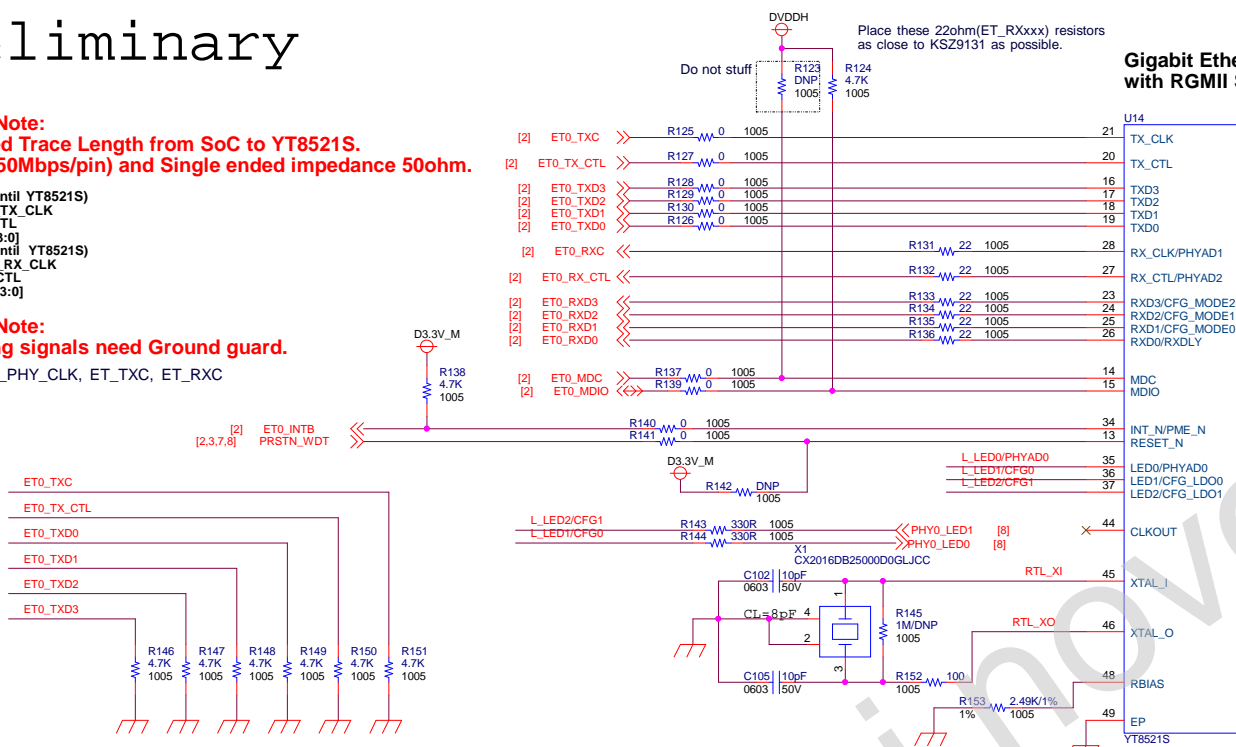 eliminary
Note:
ed Trace Length from SoC to YT8521S.
50Mbps/pin) and Single ended impedance 50ohm.
ntil YT8521S)
TX_CLK
TL
3:0]
ntil YT8521S)
RX_CLK
CTL
[3:0]
Note:
ng signals need Ground guard.
_PHY_CLK, ET_TXC, ET_RXC
DVDDH
Place these 22ohm(ET_RXxxx) resistors
as close to KSZ9131 as possible.
Do not stuff
R123
DNP
1005
R124
4.7K
1005
Gigabit Ethe
with RGMII S
U14
[2] ET0_TXC R125 0 1005 21 TX_CLK
[2] ET0_TX_CTL R127 0 1005 20 TX_CTL
[2] ET0_TXD3 R128 0 1005 16 TXD3
[2] ET0_TXD2 R129 0 1005 17 TXD2
[2] ET0_TXD1 R130 0 1005 18 TXD1
[2] ET0_TXD0 R126 0 1005 19 TXD0
[2] ET0_RXC R131 22 1005 28 RX_CLK/PHYAD1
[2] ET0_RX_CTL R132 22 1005 27 RX_CTL/PHYAD2
[2] ET0_RXD3 R133 22 1005 23 RXD3/CFG_MODE2
[2] ET0_RXD2 R134 22 1005 24 RXD2/CFG_MODE1
[2] ET0_RXD1 R135 22 1005 25 RXD1/CFG_MODE0
[2] ET0_RXD0 R136 22 1005 26 RXD0/RXDLY
D3.3V_M
R138
4.7K
1005
[2] ET0_MDC R137 0 1005 14 MDC
[2] ET0_MDIO R139 0 1005 15 MDIO
[2] ET0_INTB R140 0 1005 34 INT_N/PME_N
[2,3,7,8] PRSTN_WDT R141 0 1005 13 RESET_N
D3.3V_M
R142 DNP
1005
L_LED0/PHYAD0 35 LED0/PHYAD0
L_LED1/CFG0 36 LED1/CFG_LDO0
L_LED2/CFG1 37 LED2/CFG_LDO1
L_LED2/CFG1 R143 330R 1005 PHY0_LED1 [8]
L_LED1/CFG0 R144 330R 1005 PHY0_LED0 [8]
44 CLKOUT
X1
CX2016DB25000D0GLJCC
C102 10pF
0603 50V
RTL_XI 45 XTAL_I
CL=8pF
4
1
2
3
R145
1M/DNP
1005
RTL_XO 46 XTAL_O
C105 10pF
0603 50V
R152 100
1005
48 RBIAS
R153 2.49K/1%
1% 1005
49 EP
YT8521S
ET0_TXC
ET0_TX_CTL
ET0_TXD0
ET0_TXD1
ET0_TXD2
ET0_TXD3
R146 R147 R148 R149 R150 R151
4.7K 4.7K 4.7K 4.7K 4.7K 4.7K
1005 1005 1005 1005 1005 1005
i nov